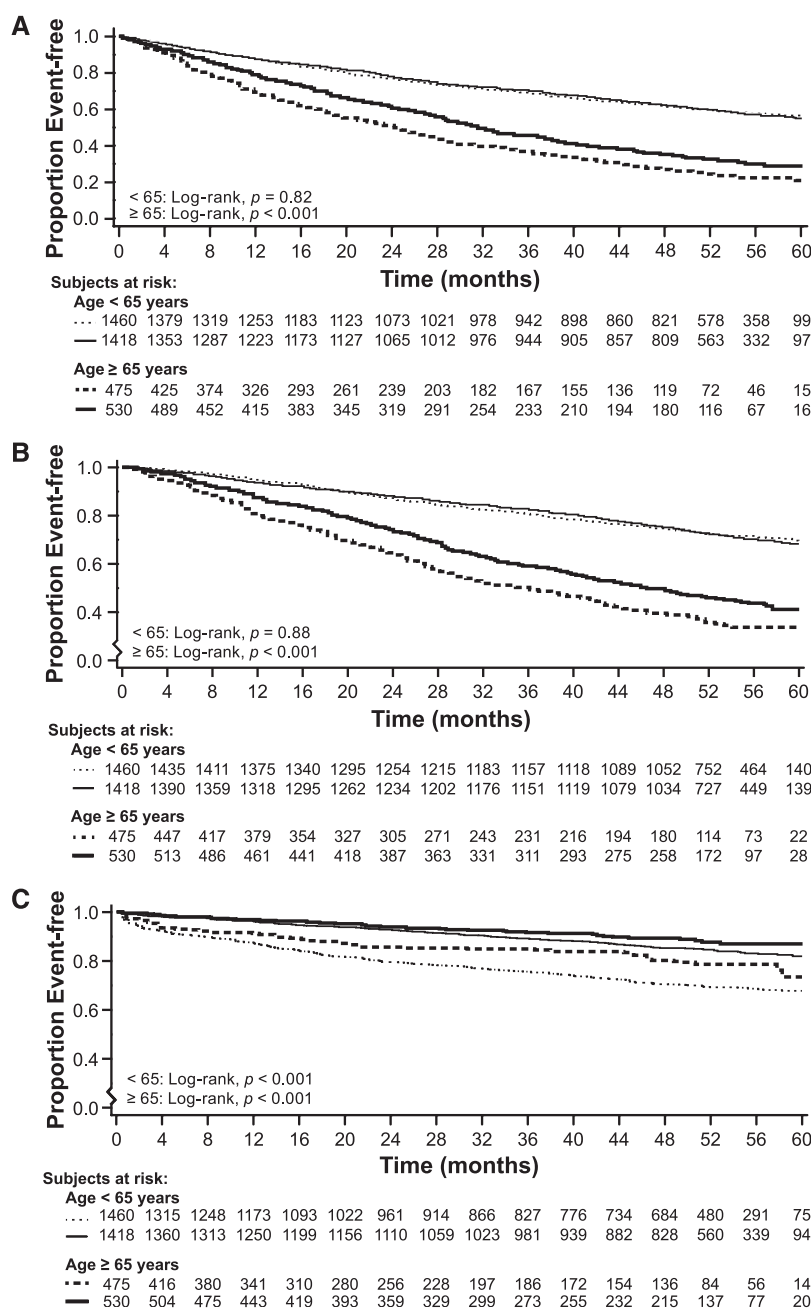 A
Proportion Event-free
1.0
0.8
0.6
0.4
0.2
0.0
< 65: Log-rank, p = 0.82
≥ 65: Log-rank, p < 0.001
0 4 8 12 16 20 24 28 32 36 40 44 48 52 56 60
Time (months)
Subjects at risk:
Age < 65 years
1460 1379 1319 1253 1183 1123 1073 1021 978 942 898 860 821 578 358 99
1418 1353 1287 1223 1173 1127 1065 1012 976 944 905 857 809 563 332 97
Age ≥ 65 years
475 425 374 326 293 261 239 203 182 167 155 136 119 72 46 15
530 489 452 415 383 345 319 291 254 233 210 194 180 116 67 16
B
Proportion Event-free
1.0
0.8
0.6
0.4
0.0
< 65: Log-rank, p = 0.88
≥ 65: Log-rank, p < 0.001
0 4 8 12 16 20 24 28 32 36 40 44 48 52 56 60
Time (months)
Subjects at risk:
Age < 65 years
1460 1435 1411 1375 1340 1295 1254 1215 1183 1157 1118 1089 1052 752 464 140
1418 1390 1359 1318 1295 1262 1234 1202 1176 1151 1119 1079 1034 727 449 139
Age ≥ 65 years
475 447 417 379 354 327 305 271 243 231 216 194 180 114 73 22
530 513 486 461 441 418 387 363 331 311 293 275 258 172 97 28
C
Proportion Event-free
1.0
0.8
0.6
0.4
0.0
< 65: Log-rank, p < 0.001
≥ 65: Log-rank, p < 0.001
0 4 8 12 16 20 24 28 32 36 40 44 48 52 56 60
Time (months)
Subjects at risk:
Age < 65 years
1460 1315 1248 1173 1093 1022 961 914 866 827 776 734 684 480 291 75
1418 1360 1313 1250 1199 1156 1110 1059 1023 981 939 882 828 560 339 94
Age ≥ 65 years
475 416 380 341 310 280 256 228 197 186 172 154 136 84 56 14
530 504 475 443 419 393 359 329 299 273 255 232 215 137 77 20